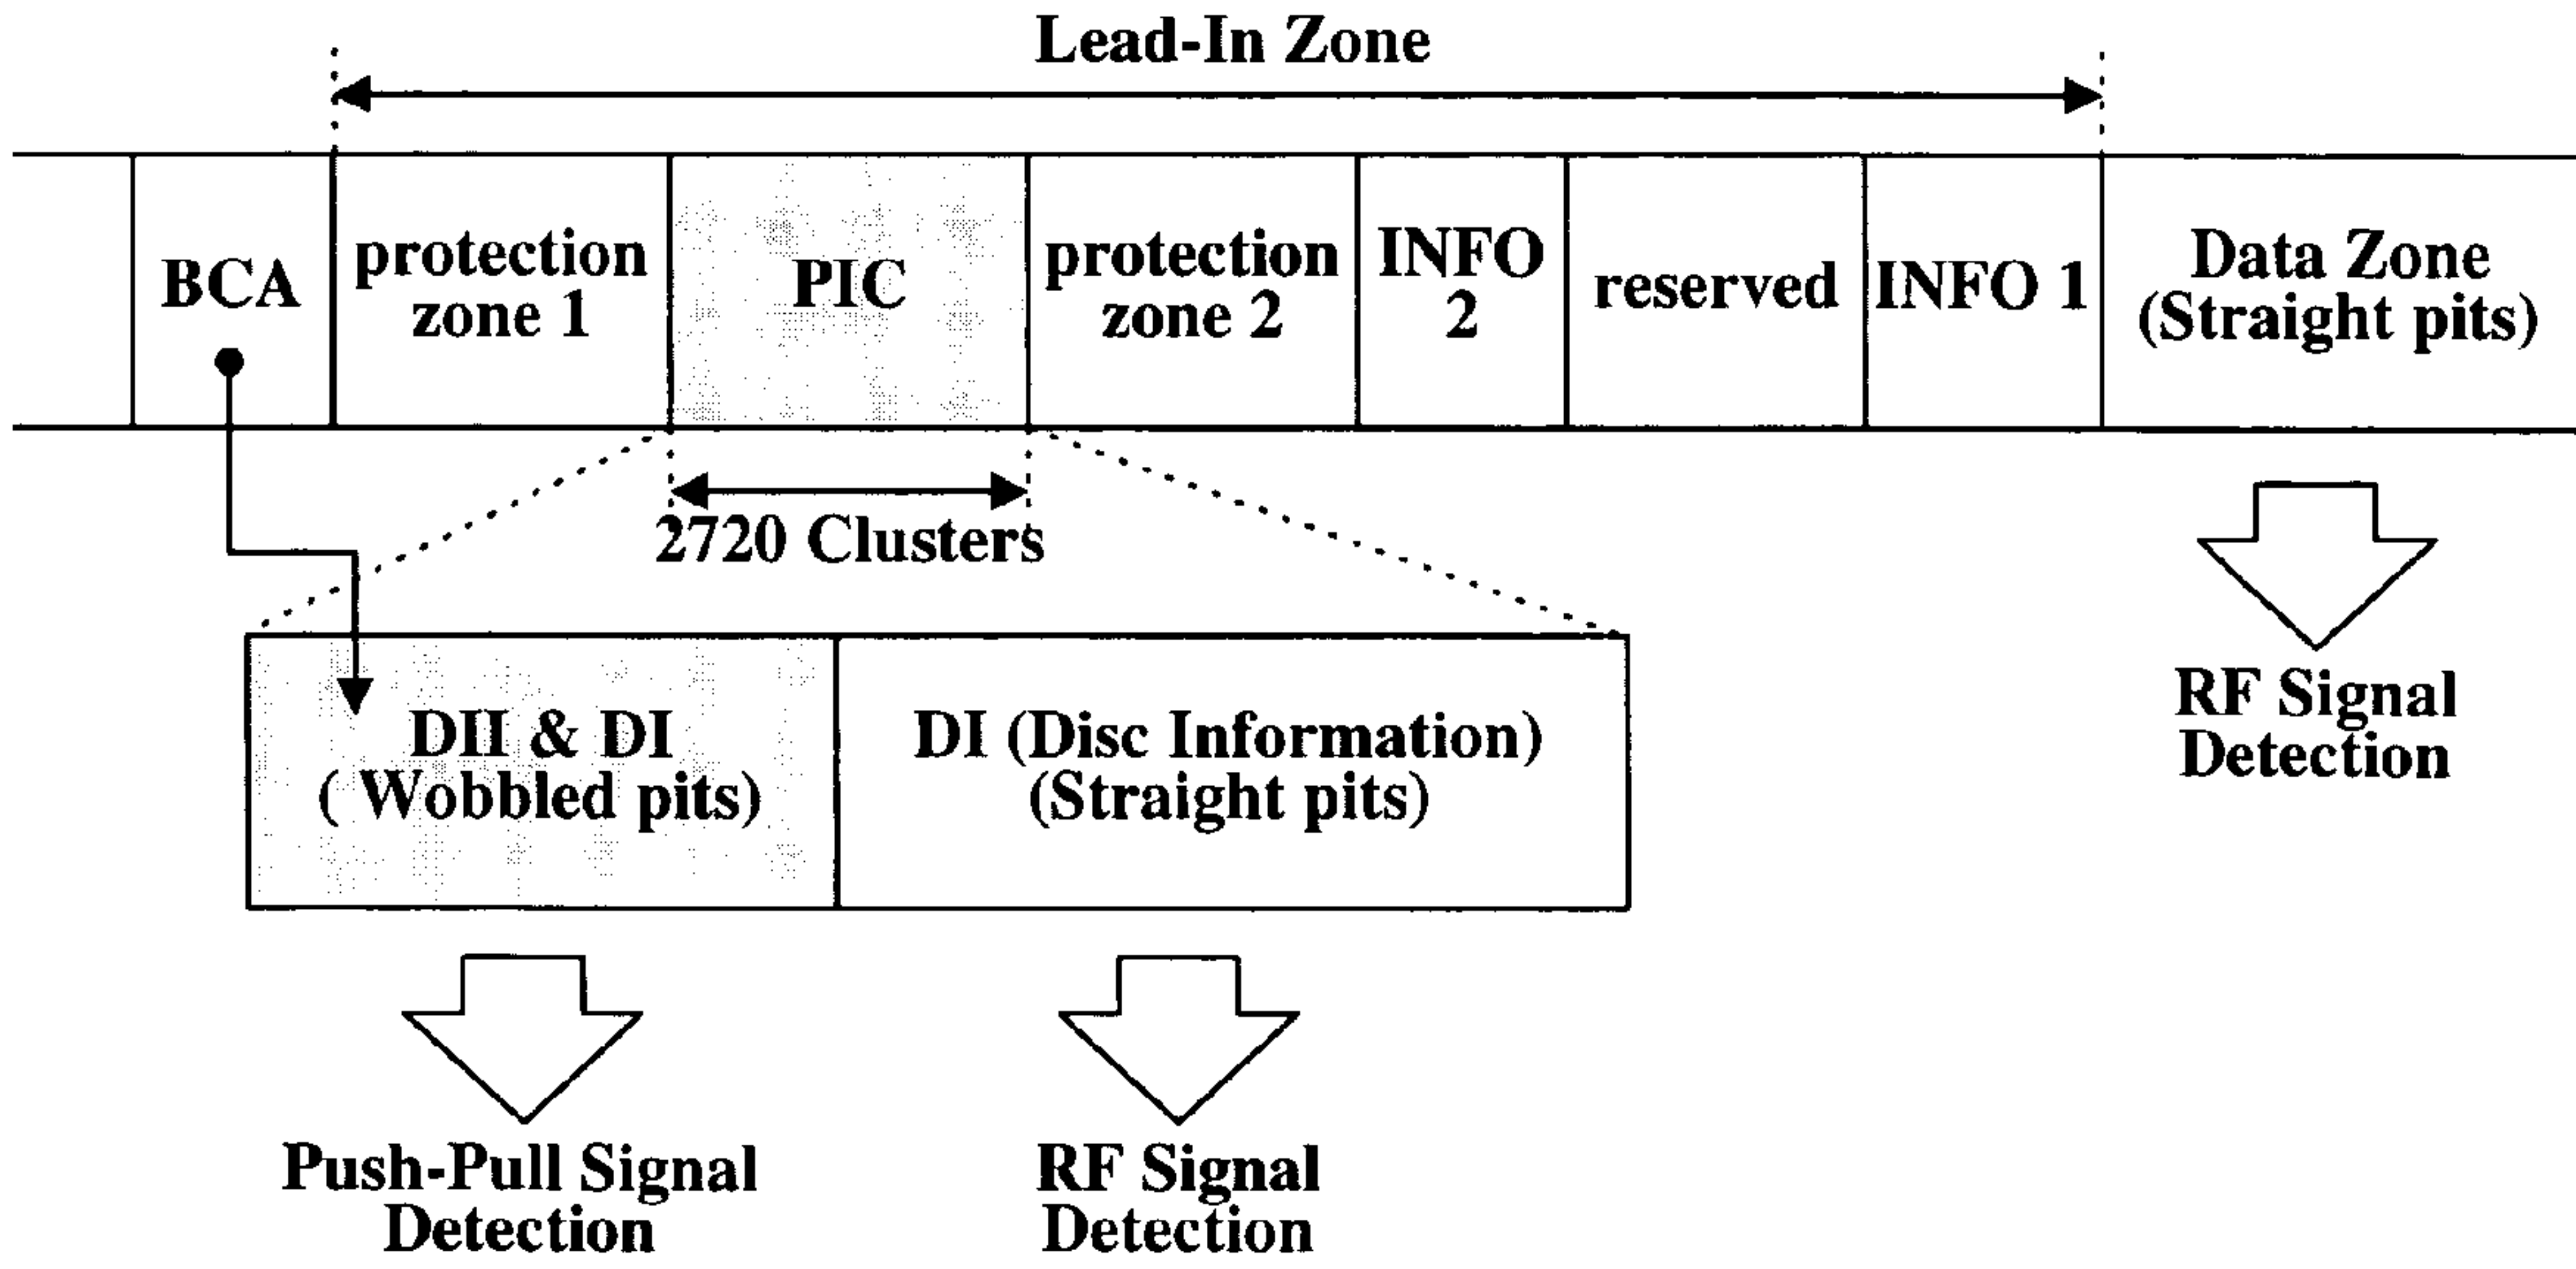 Lead-In Zone
BCA
protection
zone 1
PIC
protection
zone 2
INFO
2
reserved
INFO 1
Data Zone
(Straight pits)
2720 Clusters
RF Signal
Detection
DII & DI
( Wobbled pits)
DI (Disc Information)
(Straight pits)
Push-Pull Signal
Detection
RF Signal
Detection